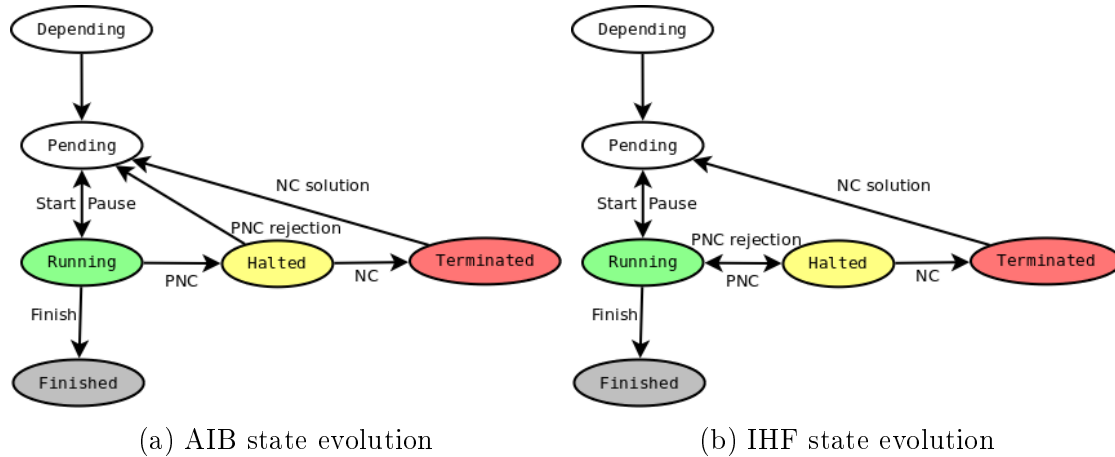 Depending
Pending
NC solution
Start Pause
PNC rejection
Running
Halted
Terminated
PNC
NC
Finish
Finished
(a) AIB state evolution
Depending
Pending
NC solution
Start Pause
PNC rejection
Running
Halted
Terminated
PNC
NC
Finish
Finished
(b) IHF state evolution